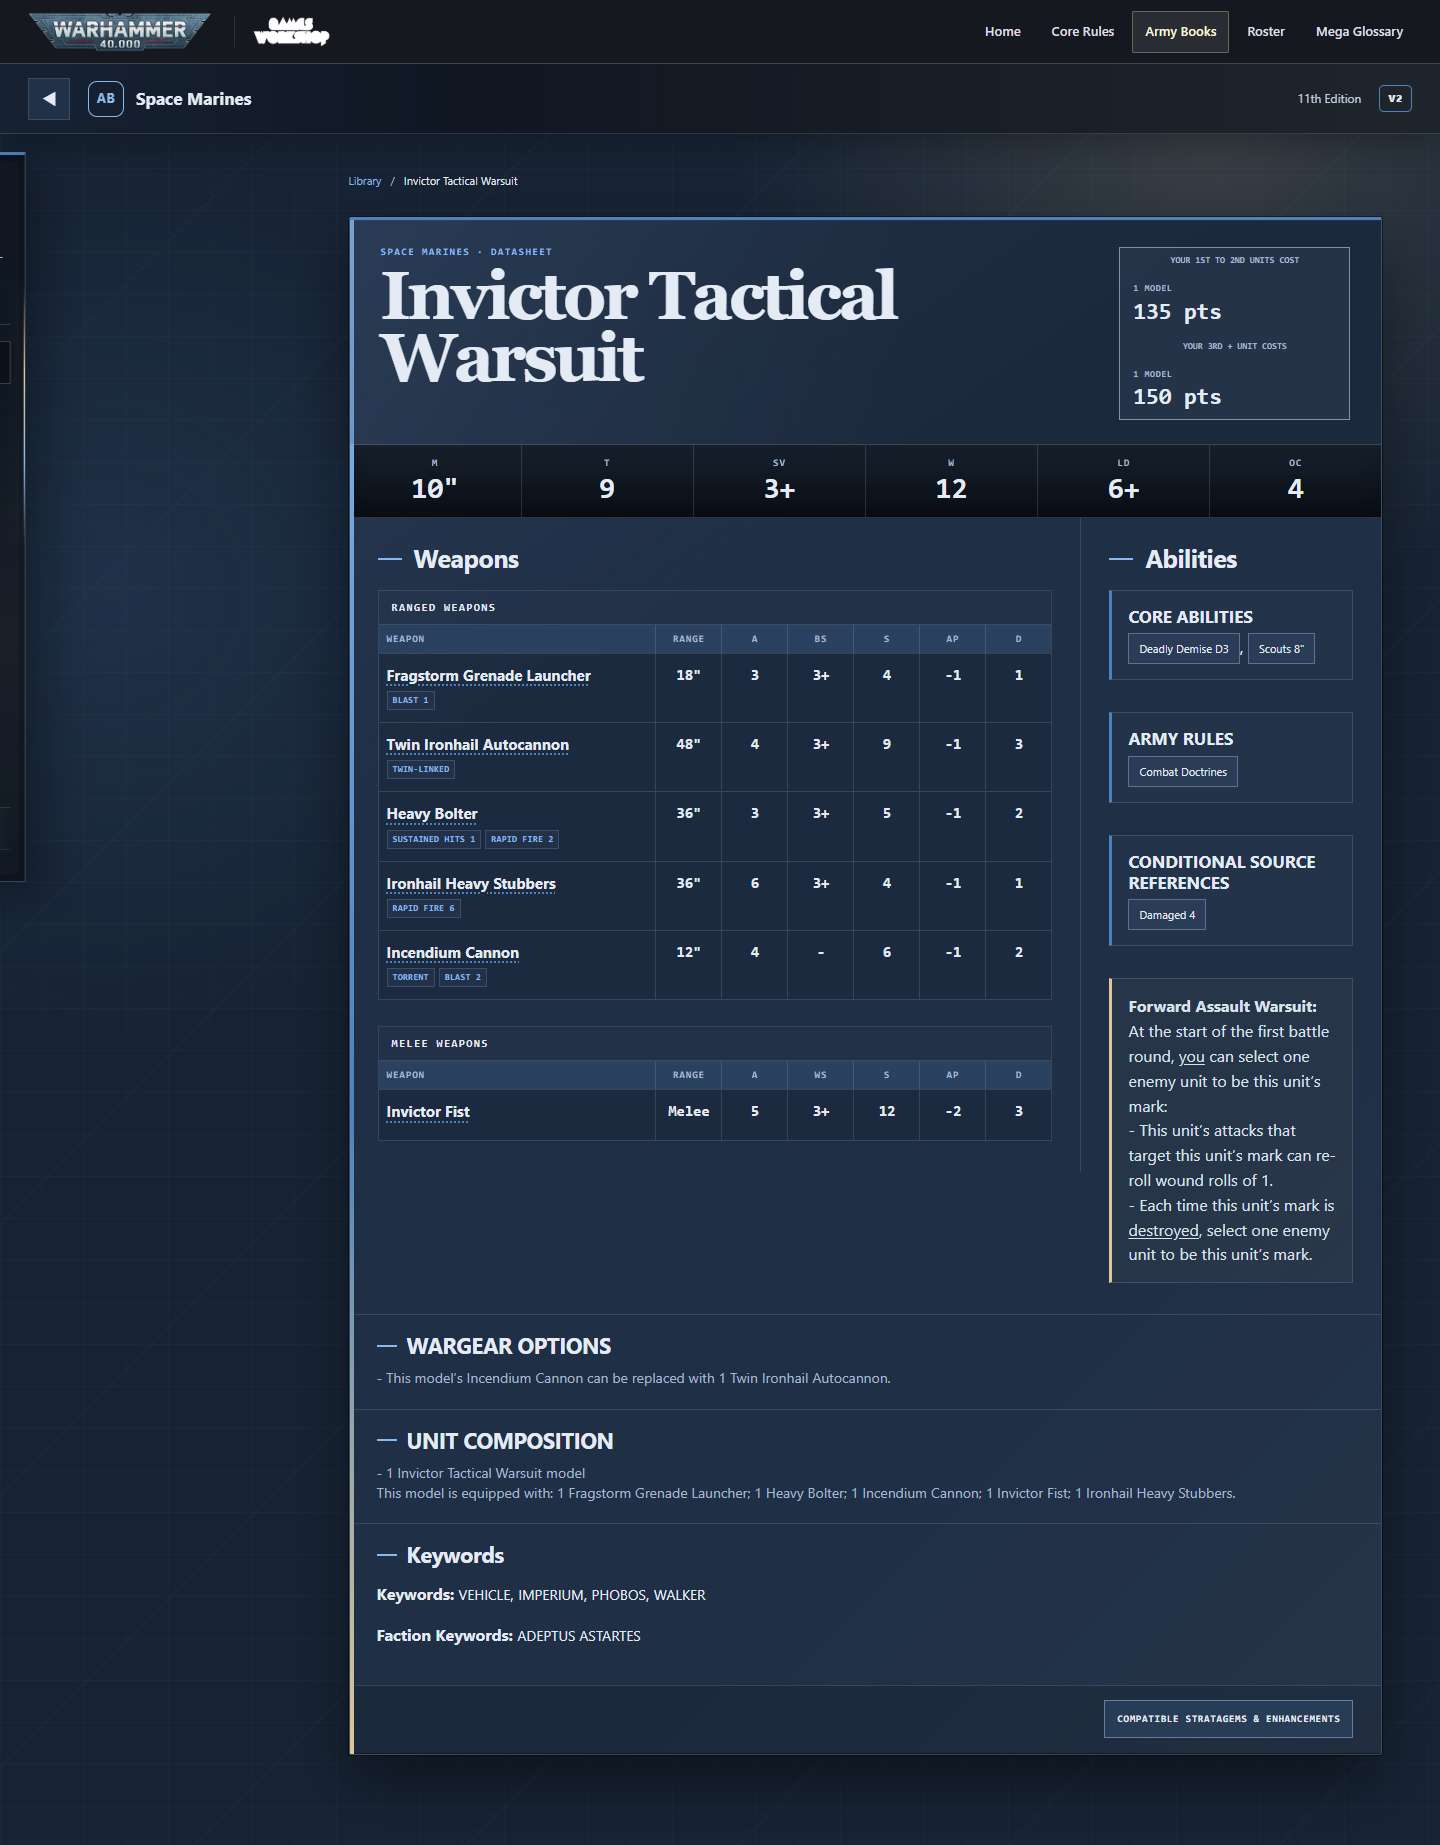 WARHAMMER
40,000
GAMES
WORKSHOP
Home
Core Rules
Army Books
Roster
Mega Glossary
◀
AB
Space Marines
11th Edition
V2
Library / Invictor Tactical Warsuit
SPACE MARINES · DATASHEET
Invictor Tactical
Warsuit
YOUR 1ST TO 2ND UNITS COST
1 MODEL
135 pts
YOUR 3RD + UNIT COSTS
1 MODEL
150 pts
M T SV W LD OC
10" 9 3+ 12 6+ 4
Weapons
RANGED WEAPONS
WEAPON RANGE A BS S AP D
Fragstorm Grenade Launcher 18" 3 3+ 4 -1 1
BLAST 1
Twin Ironhail Autocannon 48" 4 3+ 9 -1 3
TWIN-LINKED
Heavy Bolter 36" 3 3+ 5 -1 2
SUSTAINED HITS 1 RAPID FIRE 2
Ironhail Heavy Stubbers 36" 6 3+ 4 -1 1
RAPID FIRE 6
Incendium Cannon 12" 4 - 6 -1 2
TORRENT BLAST 2
MELEE WEAPONS
WEAPON RANGE A WS S AP D
Invictor Fist Melee 5 3+ 12 -2 3
Abilities
CORE ABILITIES
Deadly Demise D3, Scouts 8"
ARMY RULES
Combat Doctrines
CONDITIONAL SOURCE
REFERENCES
Damaged 4
Forward Assault Warsuit:
At the start of the first battle
round, you can select one
enemy unit to be this unit's
mark:
- This unit's attacks that
target this unit's mark can re-
roll wound rolls of 1.
- Each time this unit's mark is
destroyed, select one enemy
unit to be this unit's mark.
WARGEAR OPTIONS
- This model's Incendium Cannon can be replaced with 1 Twin Ironhail Autocannon.
UNIT COMPOSITION
- 1 Invictor Tactical Warsuit model
This model is equipped with: 1 Fragstorm Grenade Launcher; 1 Heavy Bolter; 1 Incendium Cannon; 1 Invictor Fist; 1 Ironhail Heavy Stubbers.
Keywords
Keywords: VEHICLE, IMPERIUM, PHOBOS, WALKER
Faction Keywords: ADEPTUS ASTARTES
COMPATIBLE STRATAGEMS & ENHANCEMENTS